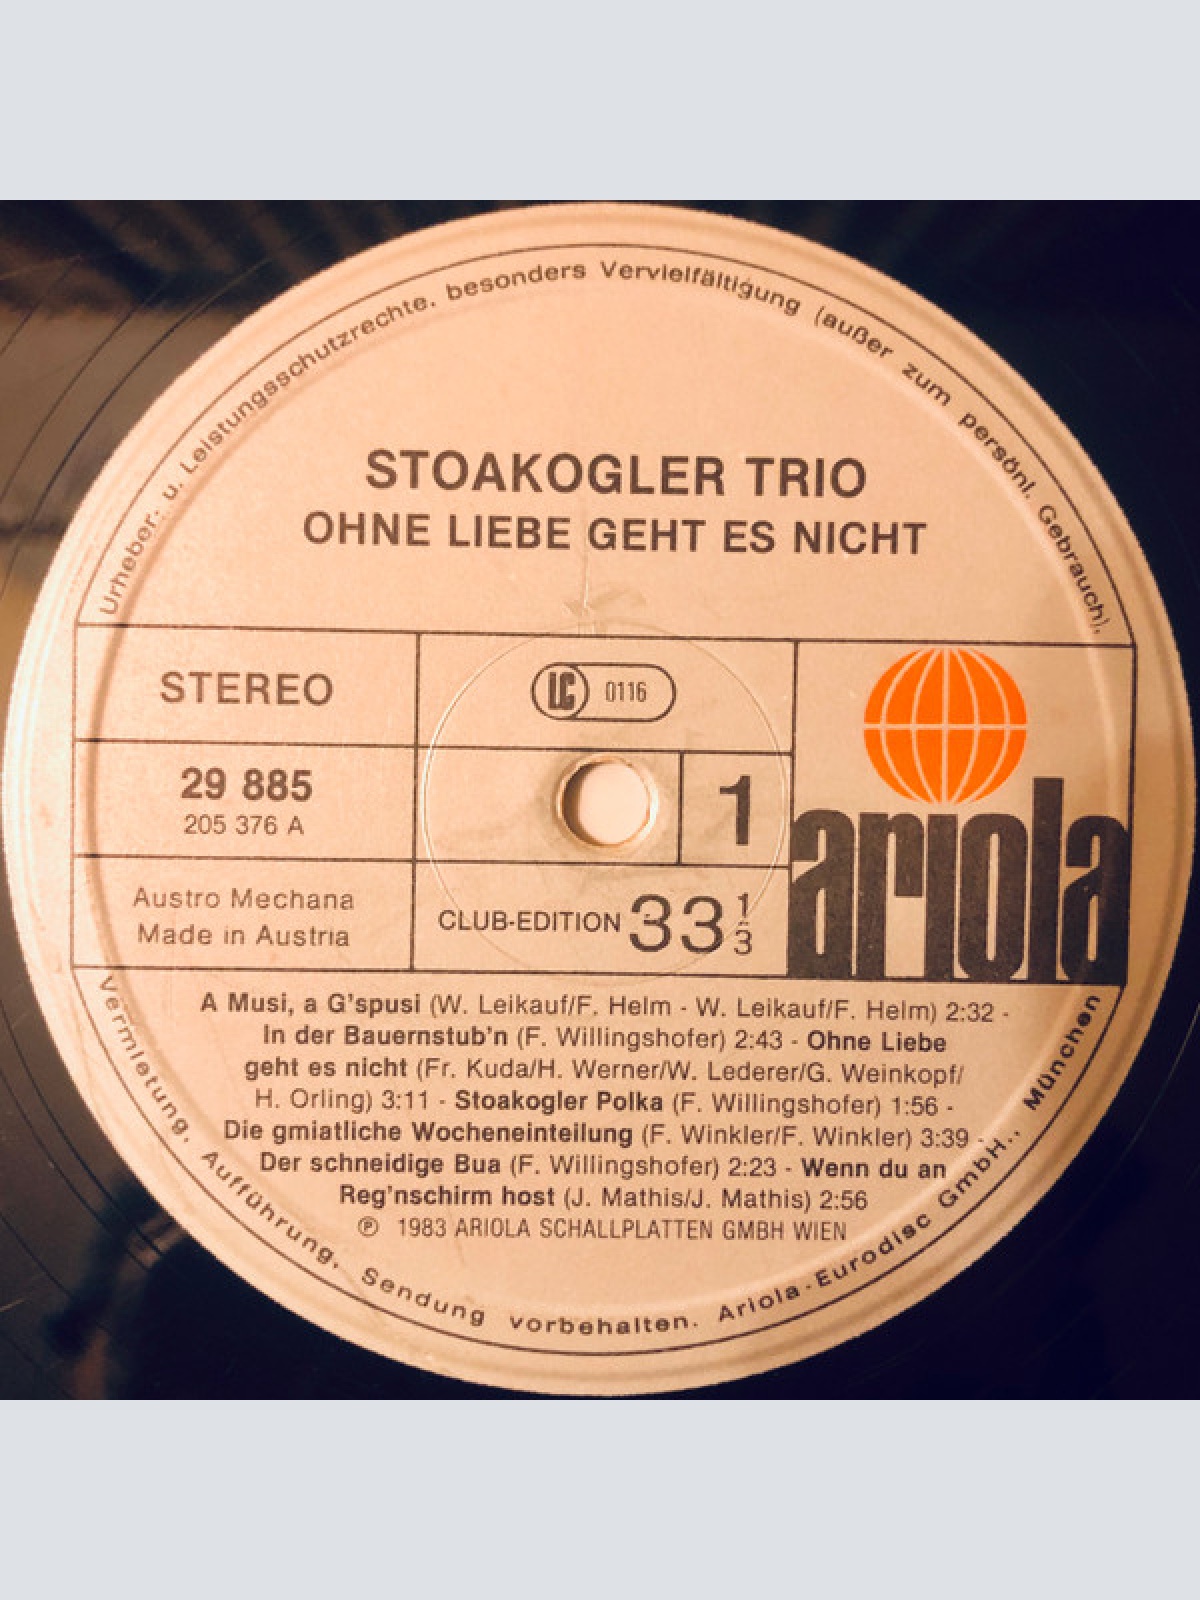 Urheber- u. Leistungsschutzrechte, besonders Vervielfältigung (außer zum persönl. Gebrauch),
STOAKOGLER TRIO
OHNE LIEBE GEHT ES NICHT
STEREO
LC 0116
29 885
205 376 A
1
ariola
Austro Mechana
Made in Austria
CLUB-EDITION 33 1/3
A Musi, a G'spusi (W. Leikauf/F. Helm - W. Leikauf/F. Helm) 2:32 -
In der Bauernstub'n (F. Willingshofer) 2:43 - Ohne Liebe
geht es nicht (Fr. Kuda/H. Werner/W. Lederer/G. Weinkopf/
H. Orling) 3:11 - Stoakogler Polka (F. Willingshofer) 1:56 -
Die gmiatliche Wocheneinteilung (F. Winkler/F. Winkler) 3:39 -
Der schneidige Bua (F. Willingshofer) 2:23 - Wenn du an
Reg'nschirm host (J. Mathis/J. Mathis) 2:56
℗ 1983 ARIOLA SCHALLPLATTEN GMBH WIEN
Vermietung, Aufführung, Sendung vorbehalten. Ariola-Eurodisc GmbH., München